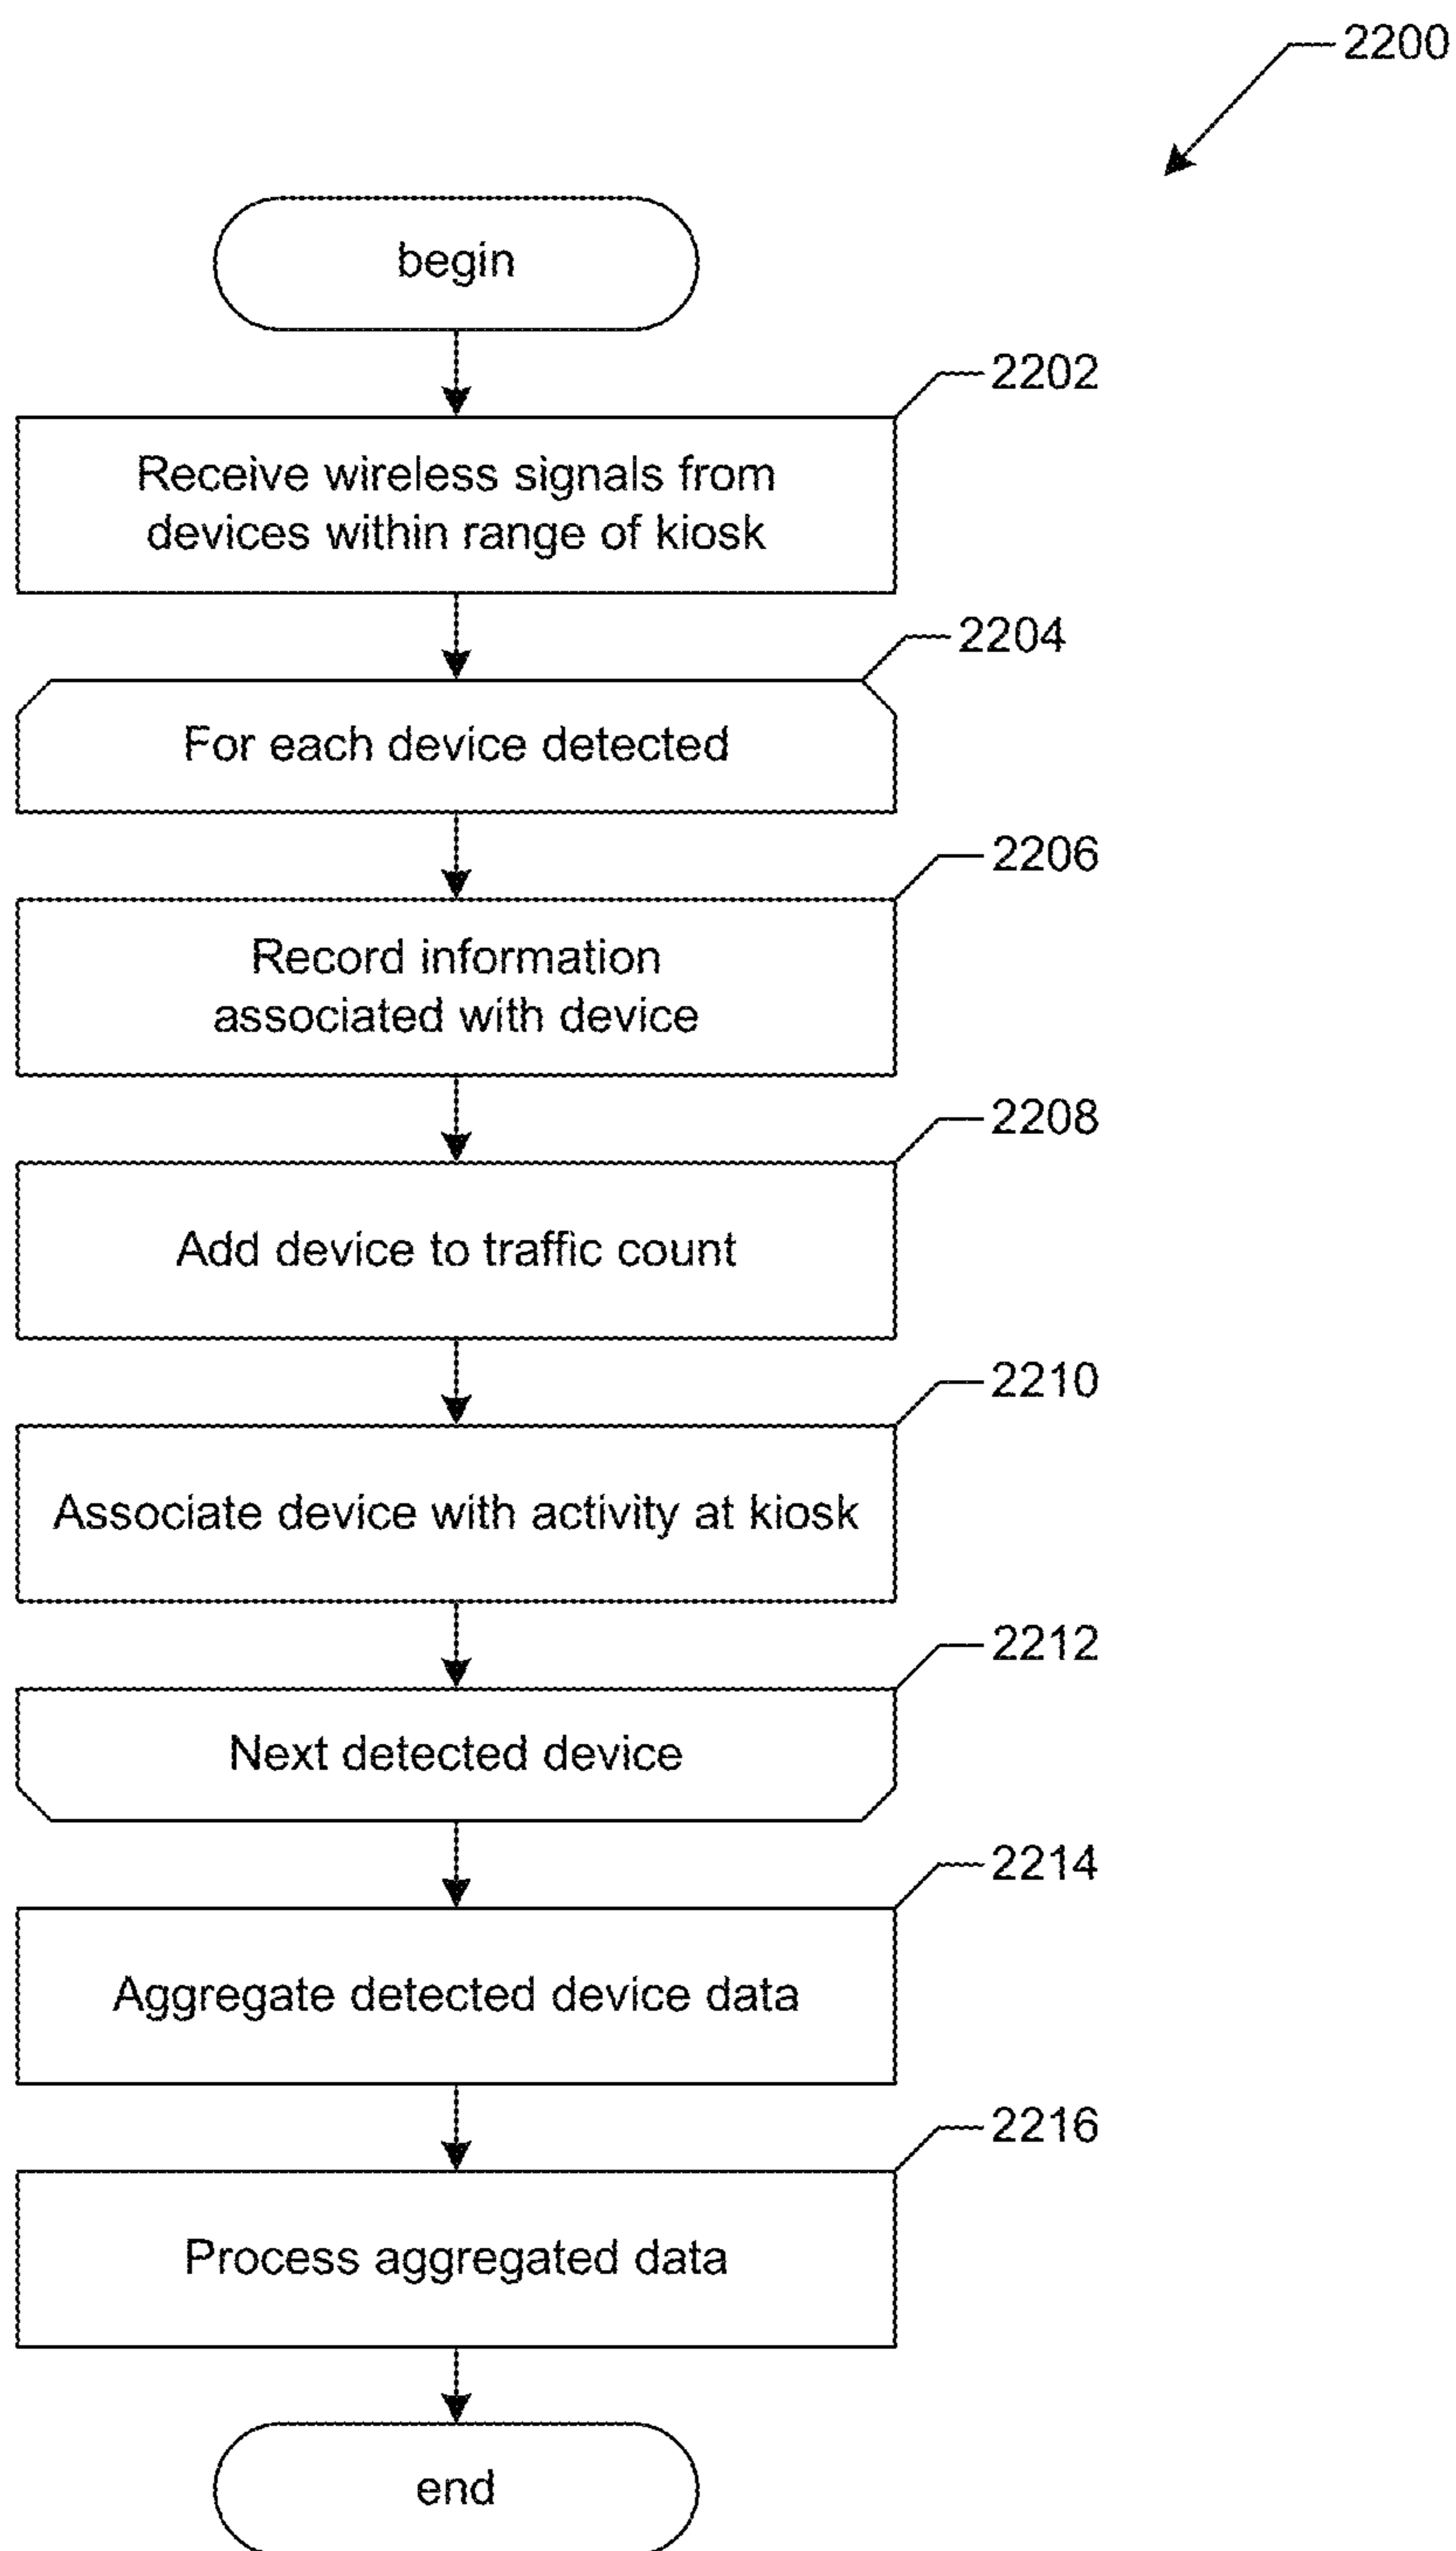 2200
begin
2202
Receive wireless signals from
devices within range of kiosk
2204
For each device detected
2206
Record information
associated with device
2208
Add device to traffic count
2210
Associate device with activity at kiosk
2212
Next detected device
2214
Aggregate detected device data
2216
Process aggregated data
end